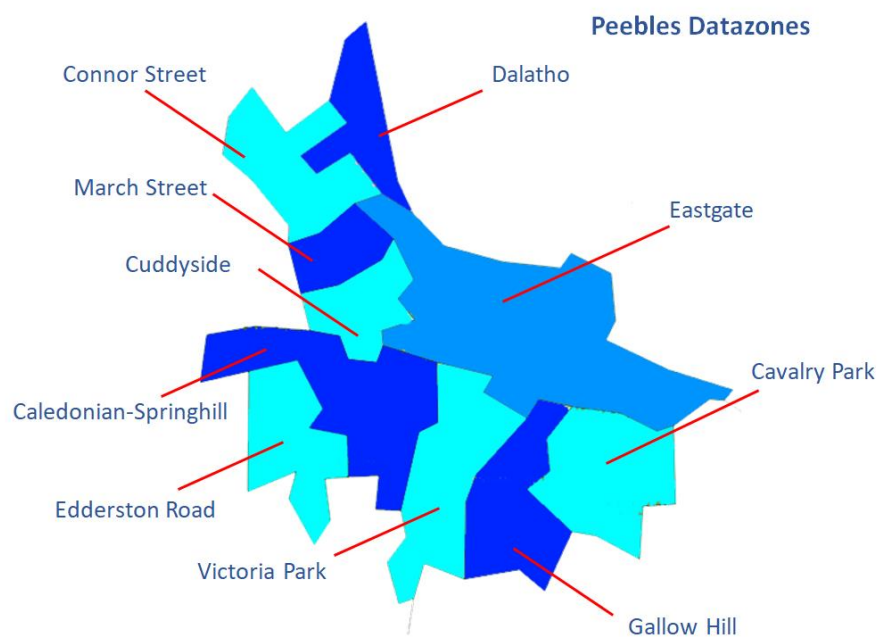 Peebles Datazones
Connor Street
Dalatho
March Street
Eastgate
Cuddyside
Cavalry Park
Caledonian-Springhill
Edderston Road
Victoria Park
Gallow Hill